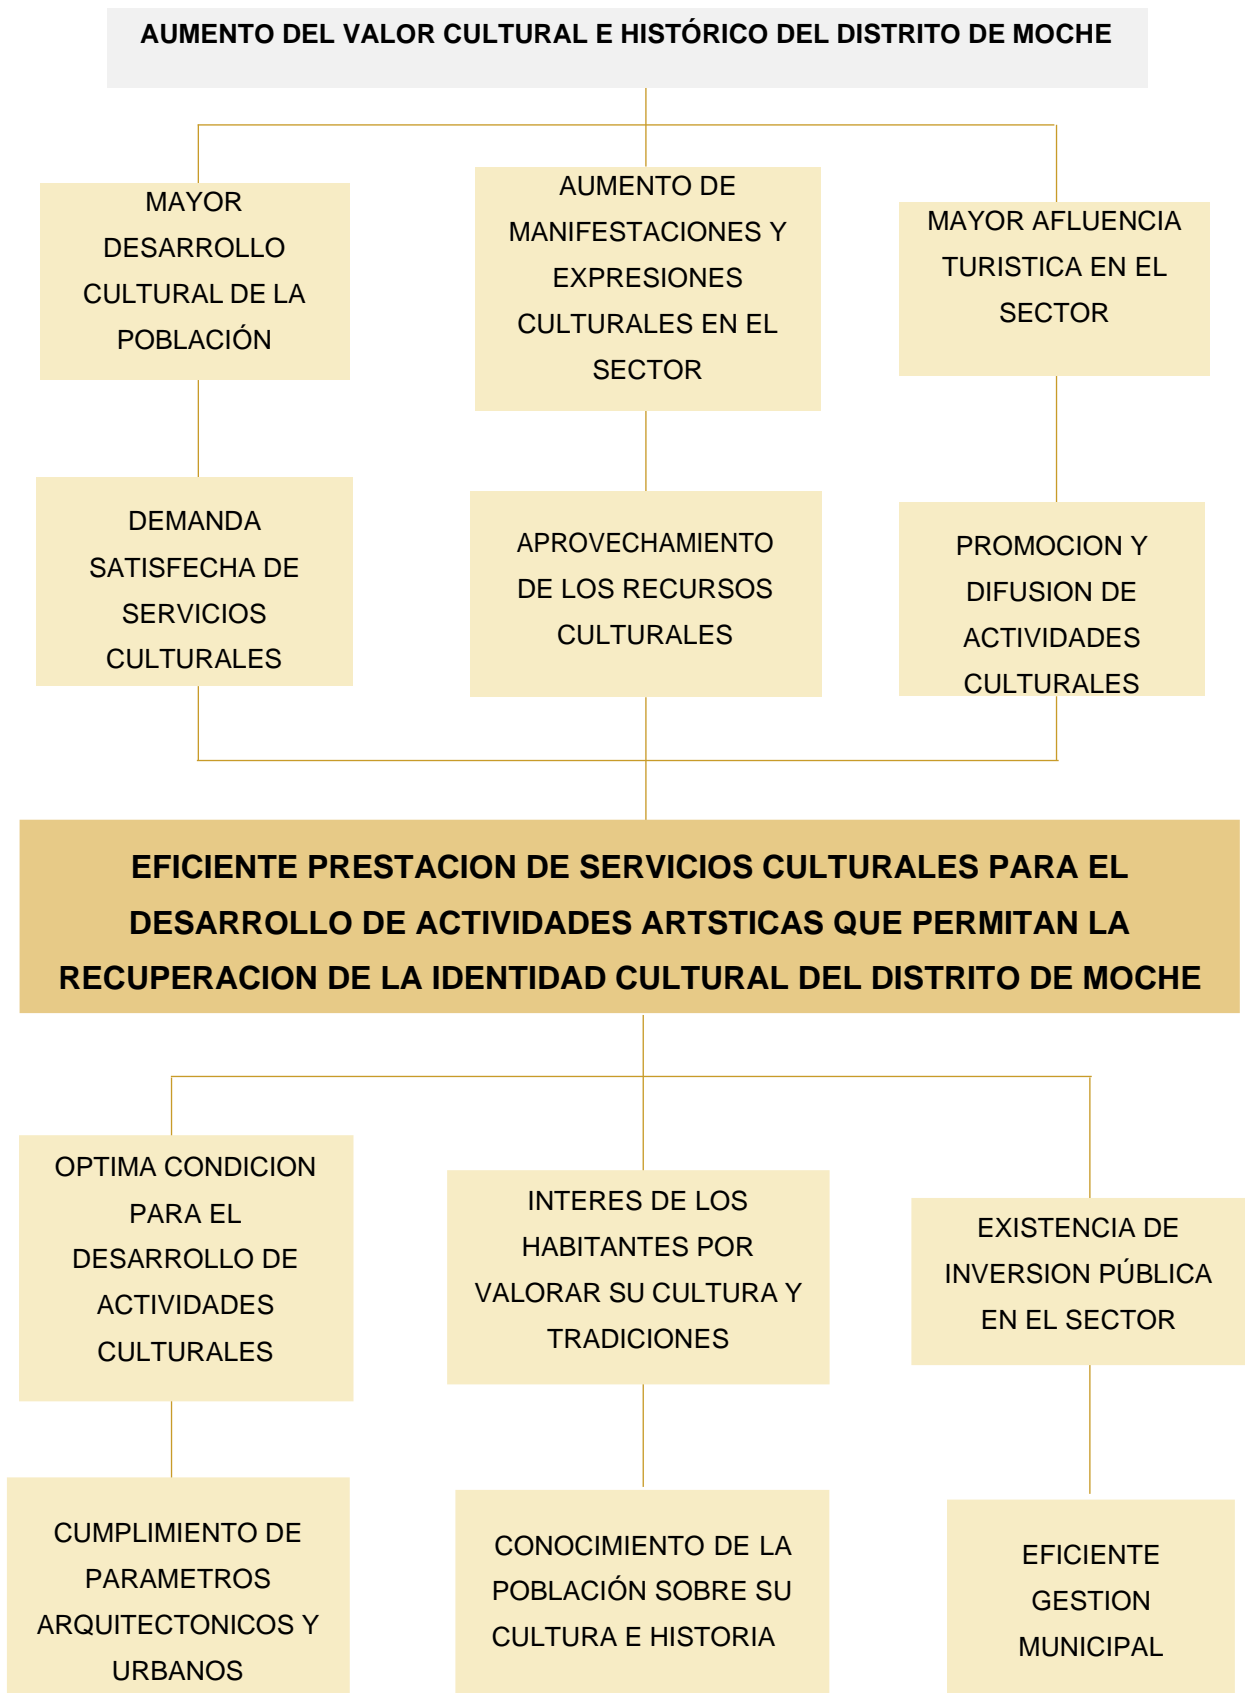 AUMENTO DEL VALOR CULTURAL E HISTÓRICO DEL DISTRITO DE MOCHE
MAYOR
DESARROLLO
CULTURAL DE LA
POBLACIÓN
AUMENTO DE
MANIFESTACIONES Y
EXPRESIONES
CULTURALES EN EL
SECTOR
MAYOR AFLUENCIA
TURISTICA EN EL
SECTOR
DEMANDA
SATISFECHA DE
SERVICIOS
CULTURALES
APROVECHAMIENTO
DE LOS RECURSOS
CULTURALES
PROMOCION Y
DIFUSION DE
ACTIVIDADES
CULTURALES
EFICIENTE PRESTACION DE SERVICIOS CULTURALES PARA EL
DESARROLLO DE ACTIVIDADES ARTSTICAS QUE PERMITAN LA
RECUPERACION DE LA IDENTIDAD CULTURAL DEL DISTRITO DE MOCHE
OPTIMA CONDICION
PARA EL
DESARROLLO DE
ACTIVIDADES
CULTURALES
INTERES DE LOS
HABITANTES POR
VALORAR SU CULTURA Y
TRADICIONES
EXISTENCIA DE
INVERSION PÚBLICA
EN EL SECTOR
CUMPLIMIENTO DE
PARAMETROS
ARQUITECTONICOS Y
URBANOS
CONOCIMIENTO DE LA
POBLACIÓN SOBRE SU
CULTURA E HISTORIA
EFICIENTE
GESTION
MUNICIPAL